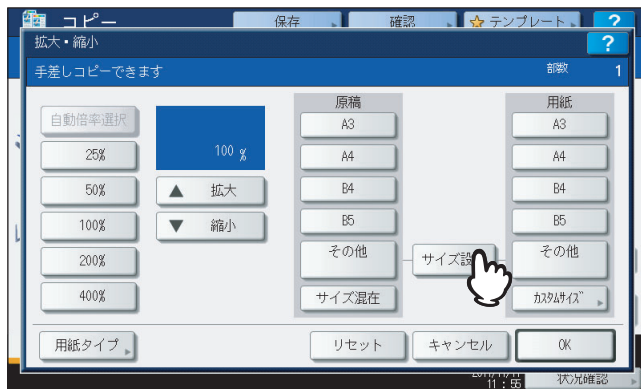 コピー
保存
確認
テンプレート
?
拡大・縮小
?
手差しコピーできます
部数 1
原稿
用紙
自動倍率選択
100 %
A3
A3
25%
A4
A4
50%
▲ 拡大
B4
B4
100%
▼ 縮小
B5
B5
200%
その他
サイズ設
その他
400%
サイズ混在
カスタムサイズ
用紙タイプ
リセット
キャンセル
OK
11:55
状況確認